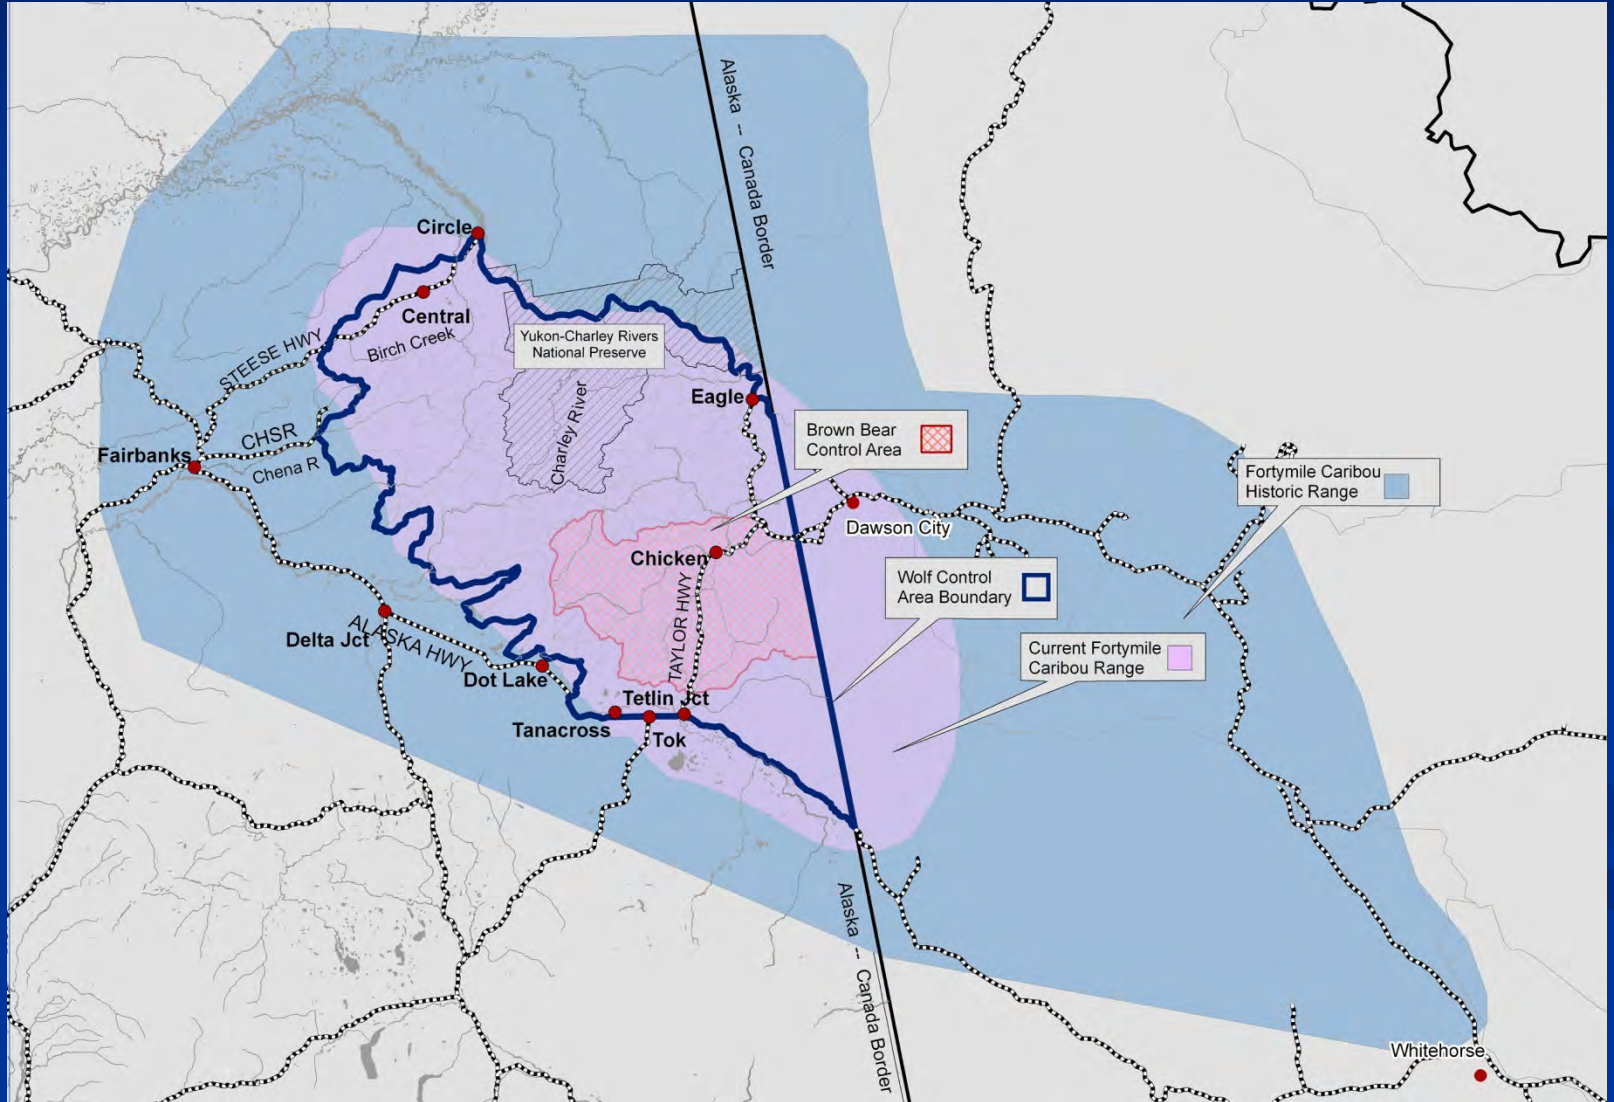 Alaska -- Canada Border
Circle
Central
Birch Creek
STEESE HWY
Yukon-Charley Rivers
National Preserve
Charley River
Eagle
Brown Bear
Control Area
CHSR
Fairbanks
Chena R
Fortymile Caribou
Historic Range
Dawson City
Chicken
Wolf Control
Area Boundary
TAYLOR HWY
Delta Jct
ALASKA HWY
Current Fortymile
Caribou Range
Dot Lake
Tetlin Jct
Tanacross
Tok
Alaska -- Canada Border
Whitehorse